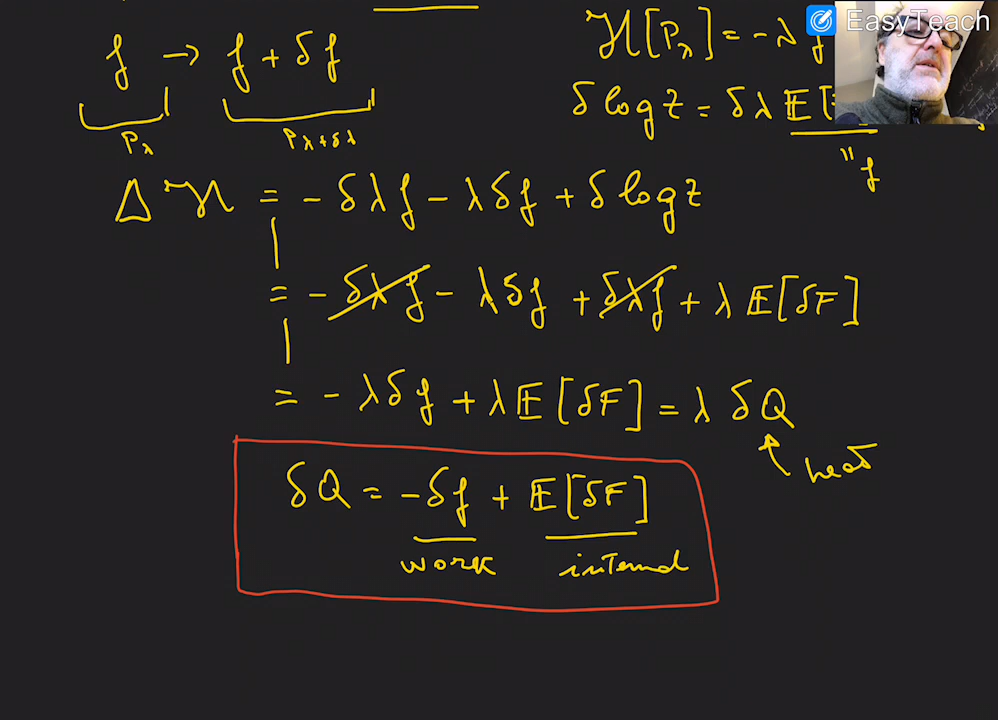 EasyTeach
f → f + δf
P_λ P_{λ+δλ}
ℋ[P_λ] = -λ f
δ log z = δλ 𝔼[F
" f
Δℋ = - δλ f - λ δf + δ log z
= - δλ f - λ δf + δλ f + λ 𝔼[δF]
= - λ δf + λ 𝔼[δF] = λ δQ
heat
δQ = -δf + 𝔼[δF]
work internal